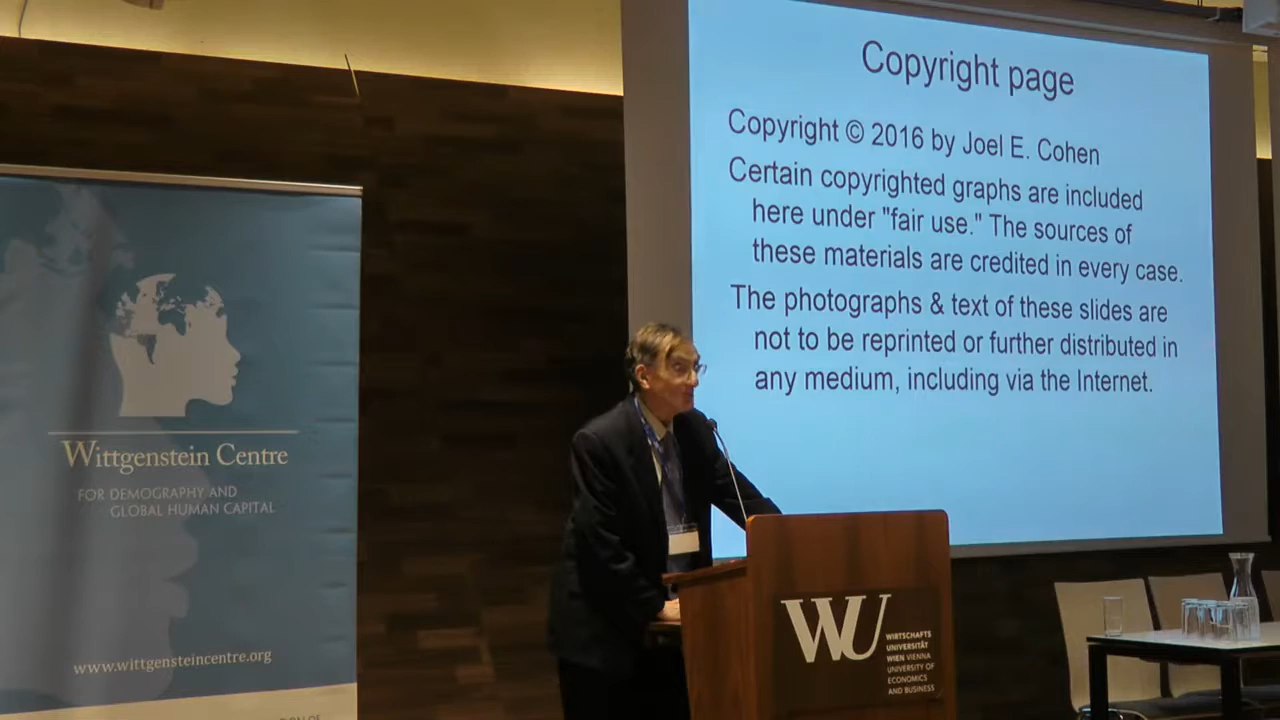 Copyright page
Copyright © 2016 by Joel E. Cohen
Certain copyrighted graphs are included
here under "fair use." The sources of
these materials are credited in every case.
The photographs & text of these slides are
not to be reprinted or further distributed in
any medium, including via the Internet.
Wittgenstein Centre
FOR DEMOGRAPHY AND
GLOBAL HUMAN CAPITAL
www.wittgensteincentre.org
WU
WIRTSCHAFTS
UNIVERSITÄT
WIEN VIENNA
UNIVERSITY OF
ECONOMICS
AND BUSINESS